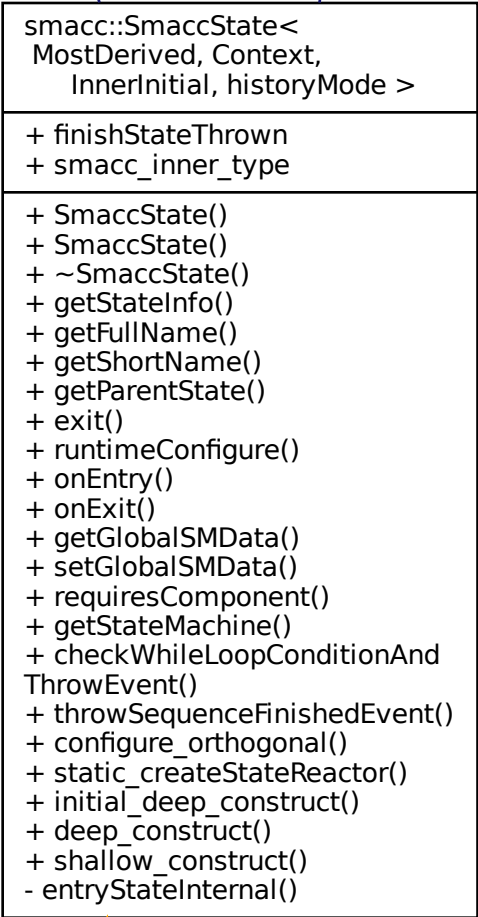 smacc::SmaccState<
MostDerived, Context,
InnerInitial, historyMode >
+ finishStateThrown
+ smacc_inner_type
+ SmaccState()
+ SmaccState()
+ ~SmaccState()
+ getStateInfo()
+ getFullName()
+ getShortName()
+ getParentState()
+ exit()
+ runtimeConfigure()
+ onEntry()
+ onExit()
+ getGlobalSMData()
+ setGlobalSMData()
+ requiresComponent()
+ getStateMachine()
+ checkWhileLoopConditionAnd
ThrowEvent()
+ throwSequenceFinishedEvent()
+ configure_orthogonal()
+ static_createStateReactor()
+ initial_deep_construct()
+ deep_construct()
+ shallow_construct()
- entryStateInternal()